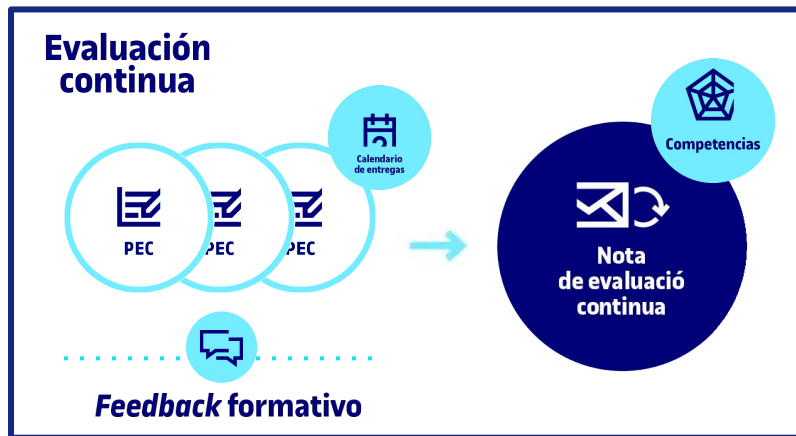 Evaluación
continua
Calendario
de entregas
PEC
PEC
PEC
Feedback formativo
Competencias
Nota
de evaluació
continua